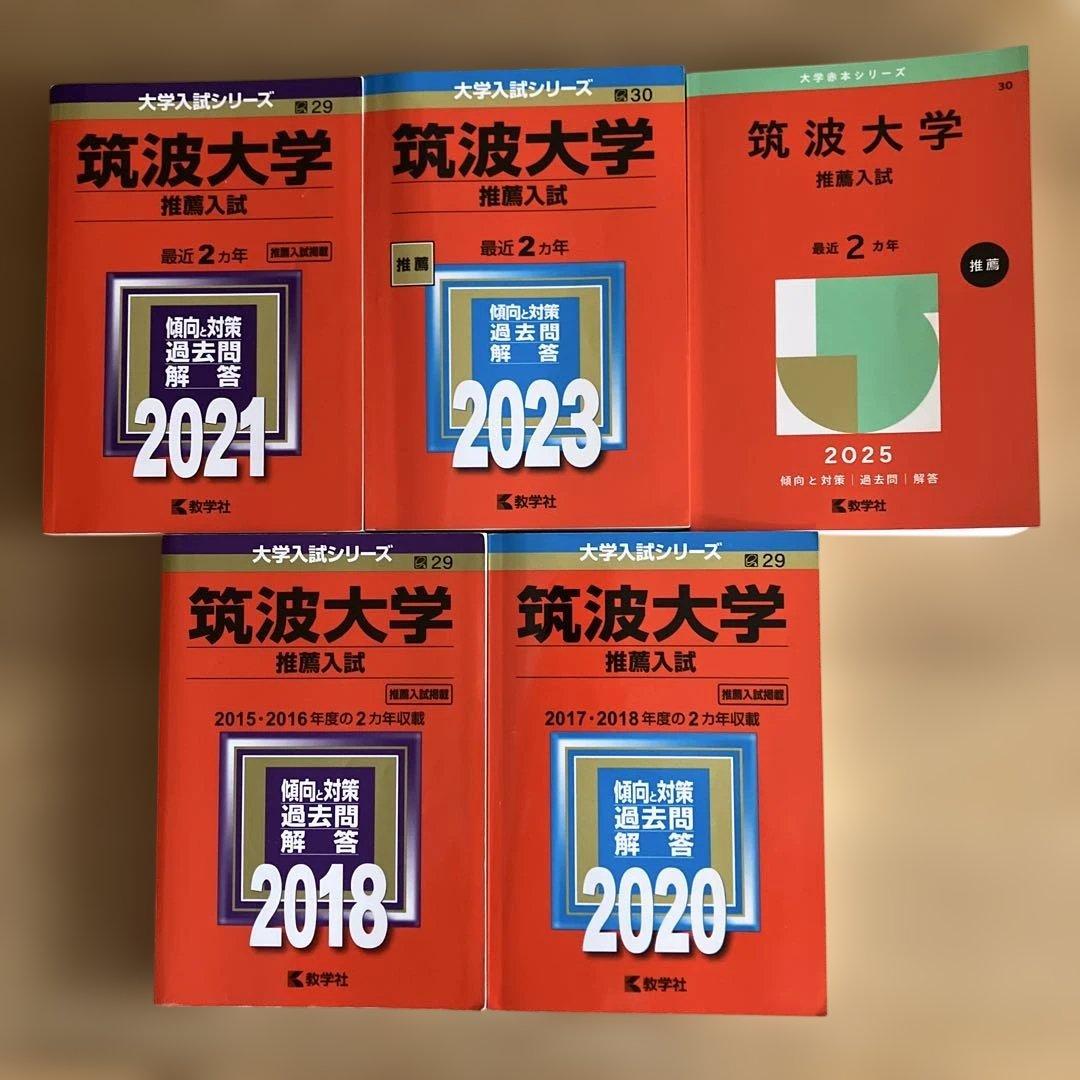 大学入試シリーズ
29
筑波大学
推薦入試
最近2カ年
推薦入試掲載
傾向と対策
過去問
解答
2021
教学社
大学入試シリーズ
30
筑波大学
推薦入試
最近2カ年
推薦
傾向と対策
過去問
解答
2023
教学社
大学赤本シリーズ
30
筑波大学
推薦入試
最近2カ年
推薦
2025
傾向と対策|過去問|解答
教学社
大学入試シリーズ
29
筑波大学
推薦入試
推薦入試掲載
2015・2016年度の2カ年収載
傾向と対策
過去問
解答
2018
教学社
大学入試シリーズ
29
筑波大学
推薦入試
推薦入試掲載
2017・2018年度の2カ年収載
傾向と対策
過去問
解答
2020
教学社